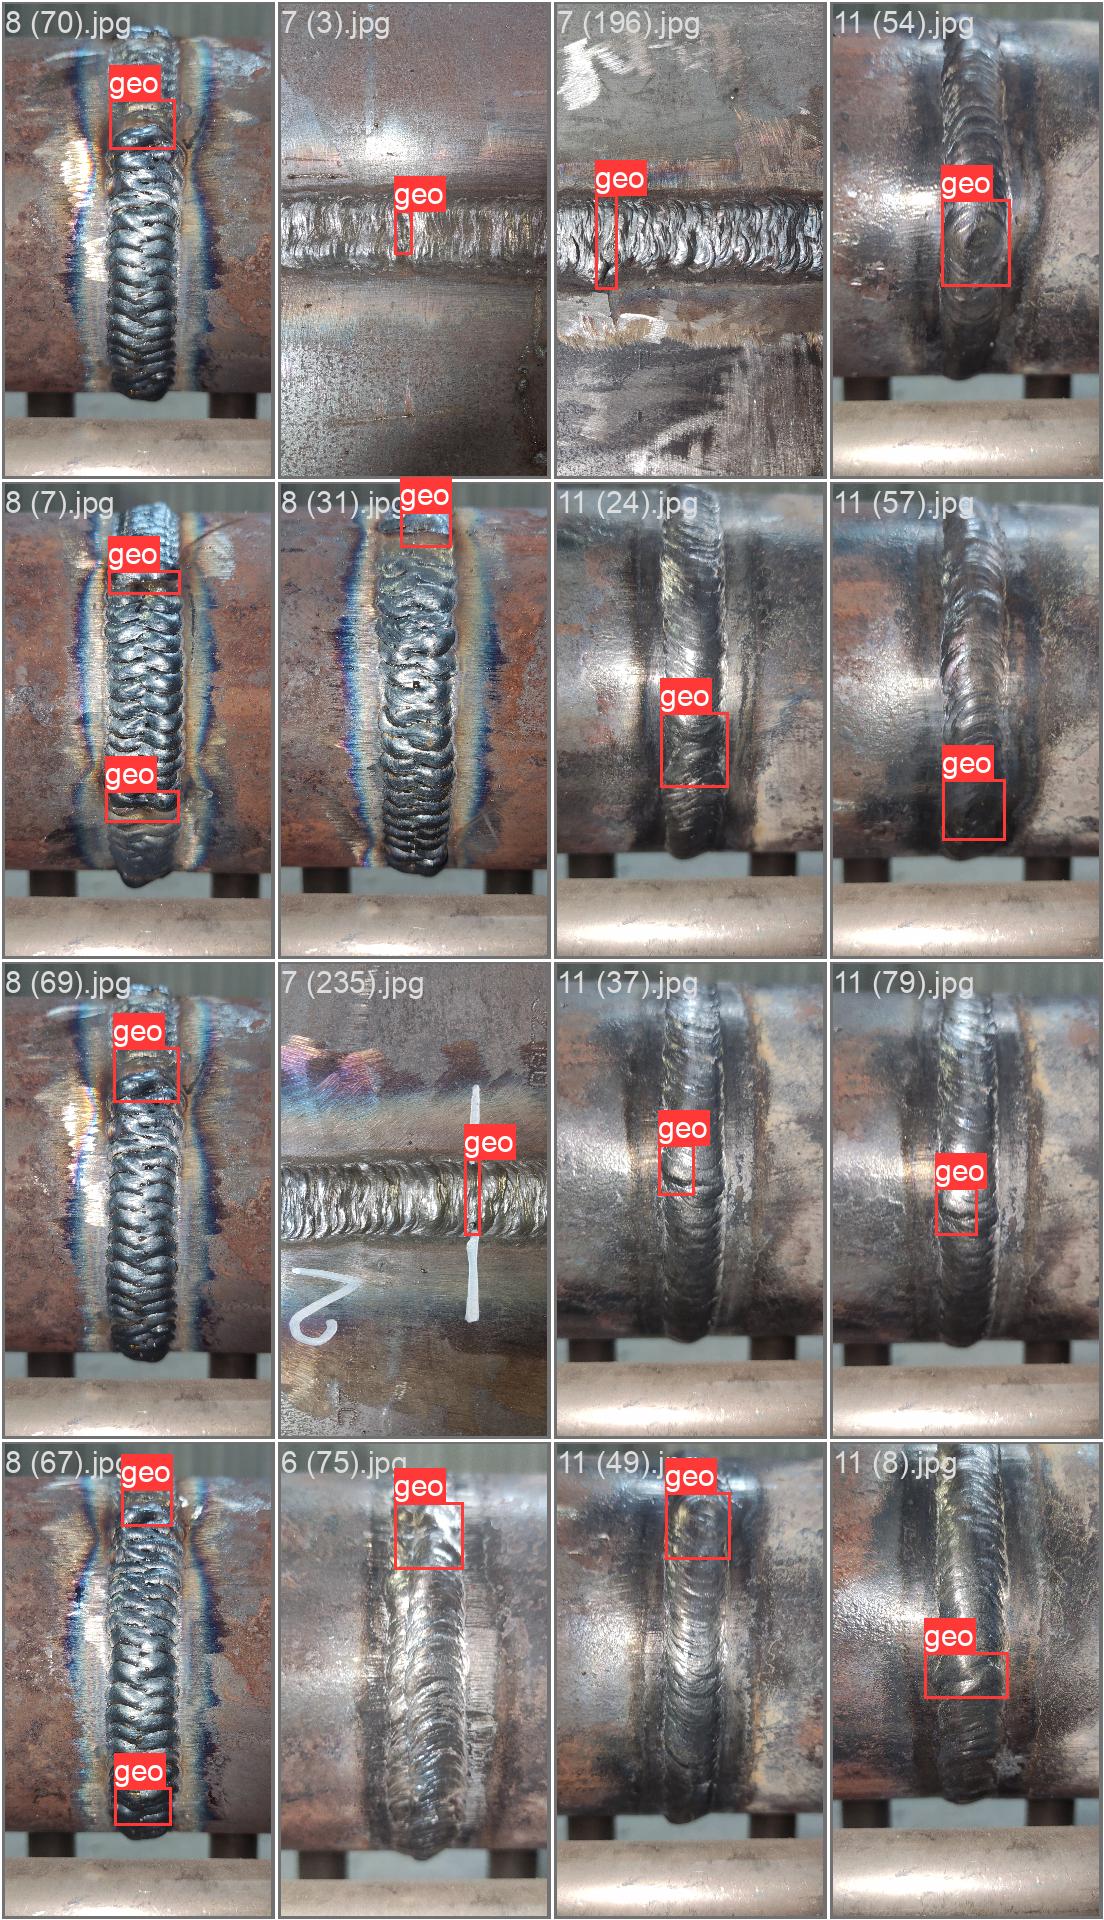 8 (70).jpg
geo
7 (3).jpg
geo
7 (196).jpg
geo
11 (54).jpg
geo
8 (7).jpg
geo
geo
8 (31).jpg
geo
11 (24).jpg
geo
11 (57).jpg
geo
8 (69).jpg
geo
7 (235).jpg
geo
2
11 (37).jpg
geo
11 (79).jpg
geo
8 (67).jpg
geo
geo
6 (75).jpg
geo
11 (49).jpg
geo
11 (8).jpg
geo